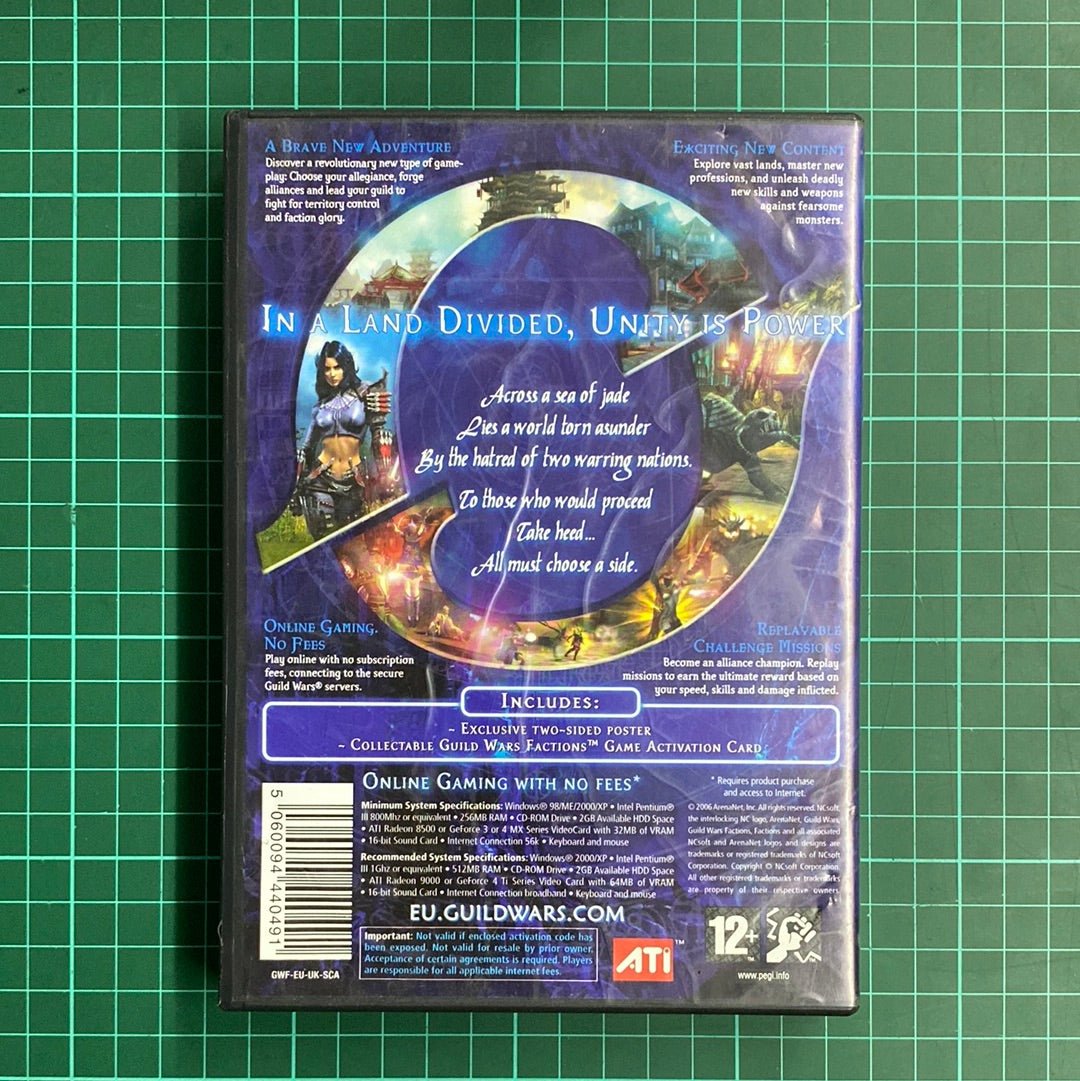 A Brave New Adventure
Discover a revolutionary new type of game-
play: Choose your allegiance, forge
alliances and lead your guild to
fight for territory control
and faction glory.
Exciting New Content
Explore vast lands, master new
professions, and unleash deadly
new skills and weapons
against fearsome
monsters.
In a Land Divided, Unity is Power
Across a sea of jade
Lies a world torn asunder
By the hatred of two warring nations.
To those who would proceed
Take heed...
All must choose a side.
Online Gaming.
No Fees
Play online with no subscription
fees, connecting to the secure
Guild Wars® servers.
Replayable
Challenge Missions
Become an alliance champion. Replay
missions to earn the ultimate reward based on
your speed, skills and damage inflicted.
Includes:
~ Exclusive two-sided poster
~ Collectable Guild Wars Factions™ Game Activation Card
Online Gaming with no fees*
Minimum System Specifications: Windows® 98/ME/2000/XP • Intel Pentium®
III 800Mhz or equivalent • 256MB RAM • CD-ROM Drive • 2GB Available HDD Space
• ATI Radeon 8500 or GeForce 3 or 4 MX Series VideoCard with 32MB of VRAM
• 16-bit Sound Card • Internet Connection 56k • Keyboard and mouse
Recommended System Specifications: Windows® 2000/XP • Intel Pentium®
III 1Ghz or equivalent • 512MB RAM • CD-ROM Drive • 2GB Available HDD Space
• ATI Radeon 9000 or GeForce 4 Ti Series Video Card with 64MB of VRAM
• 16-bit Sound Card • Internet Connection broadband • Keyboard and mouse
EU.GUILDWARS.COM
Important: Not valid if enclosed activation code has
been exposed. Not valid for resale by prior owner.
Acceptance of certain agreements is required. Players
are responsible for all applicable internet fees.
* Requires product purchase
and access to Internet.
© 2006 ArenaNet, Inc. All rights reserved. NCsoft,
the interlocking NC logo, ArenaNet, Guild Wars,
Guild Wars Factions, Factions and all associated
NCsoft and ArenaNet logos and designs are
trademarks or registered trademarks of NCsoft
Corporation. Copyright © NCsoft Corporation.
All other registered trademarks or trademarks
are property of their respective owners.
5 060094 440491
GWF-EU-UK-SCA
ATI™
12+™
www.pegi.info